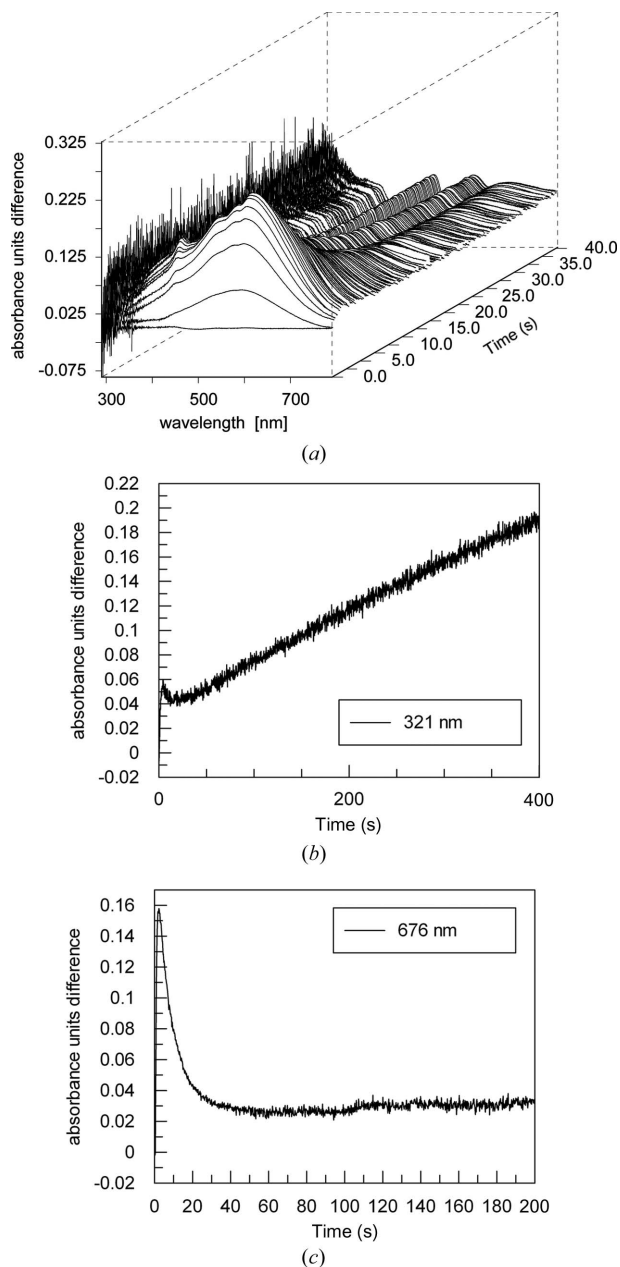 absorbance units difference
0.325
0.225
0.125
0.025
-0.075
300 500 700
wavelength [nm]
0.0
5.0
10.0
15.0
20.0
25.0
30.0
35.0
40.0
Time (s)
(a)
absorbance units difference
0.22
0.2
0.18
0.16
0.14
0.12
0.1
0.08
0.06
0.04
0.02
0
-0.02
321 nm
0 200 400
Time (s)
(b)
absorbance units difference
0.16
0.14
0.12
0.1
0.08
0.06
0.04
0.02
0
-0.02
676 nm
0 20 40 60 80 100 120 140 160 180 200
Time (s)
(c)